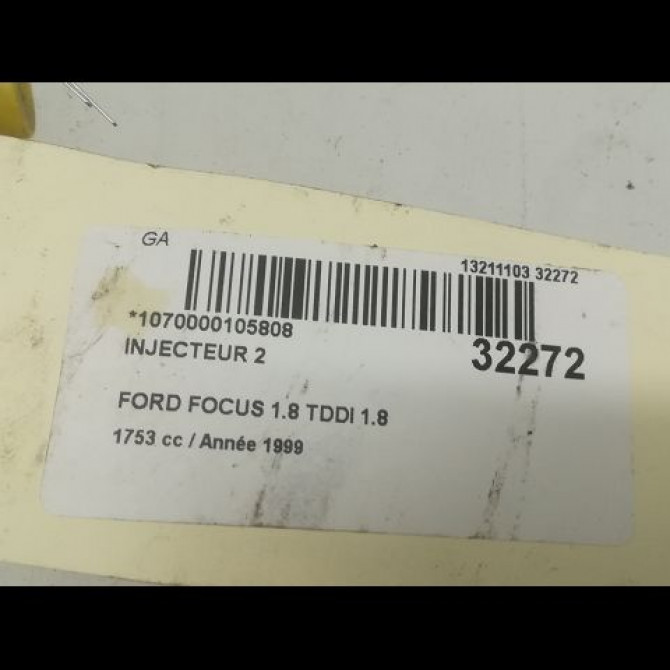 GA
13211103 32272
*1070000105808
INJECTEUR 2
32272
FORD FOCUS 1.8 TDDI 1.8
1753 cc / Année 1999